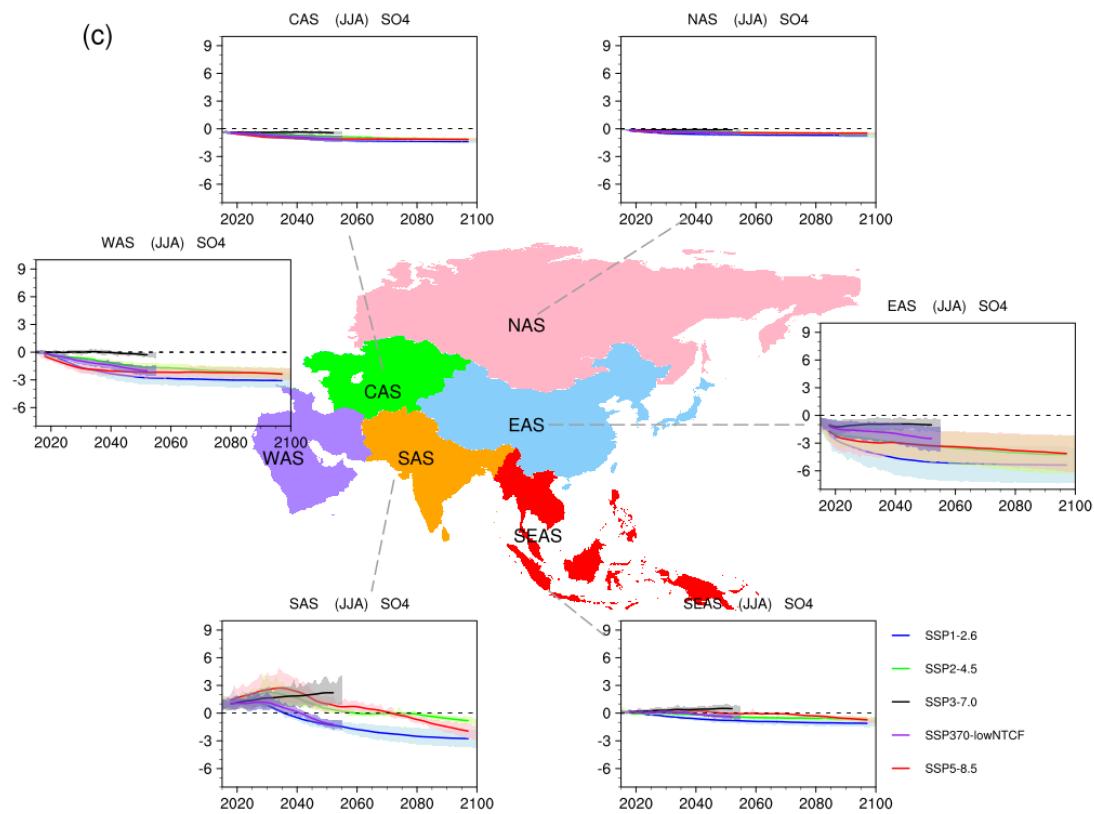 (c)
CAS (JJA) SO4
9
6
3
0
-3
-6
2020 2040 2060 2080 2100
NAS (JJA) SO4
9
6
3
0
-3
-6
2020 2040 2060 2080 2100
WAS (JJA) SO4
9
6
3
0
-3
-6
2020 2040 2060 2080 2100
EAS (JJA) SO4
9
6
3
0
-3
-6
2020 2040 2060 2080 2100
NAS
CAS
EAS
WAS
SAS
SEAS
SAS (JJA) SO4
9
6
3
0
-3
-6
2020 2040 2060 2080 2100
SEAS (JJA) SO4
9
6
3
0
-3
-6
2020 2040 2060 2080 2100
SSP1-2.6
SSP2-4.5
SSP3-7.0
SSP370-lowNTCF
SSP5-8.5